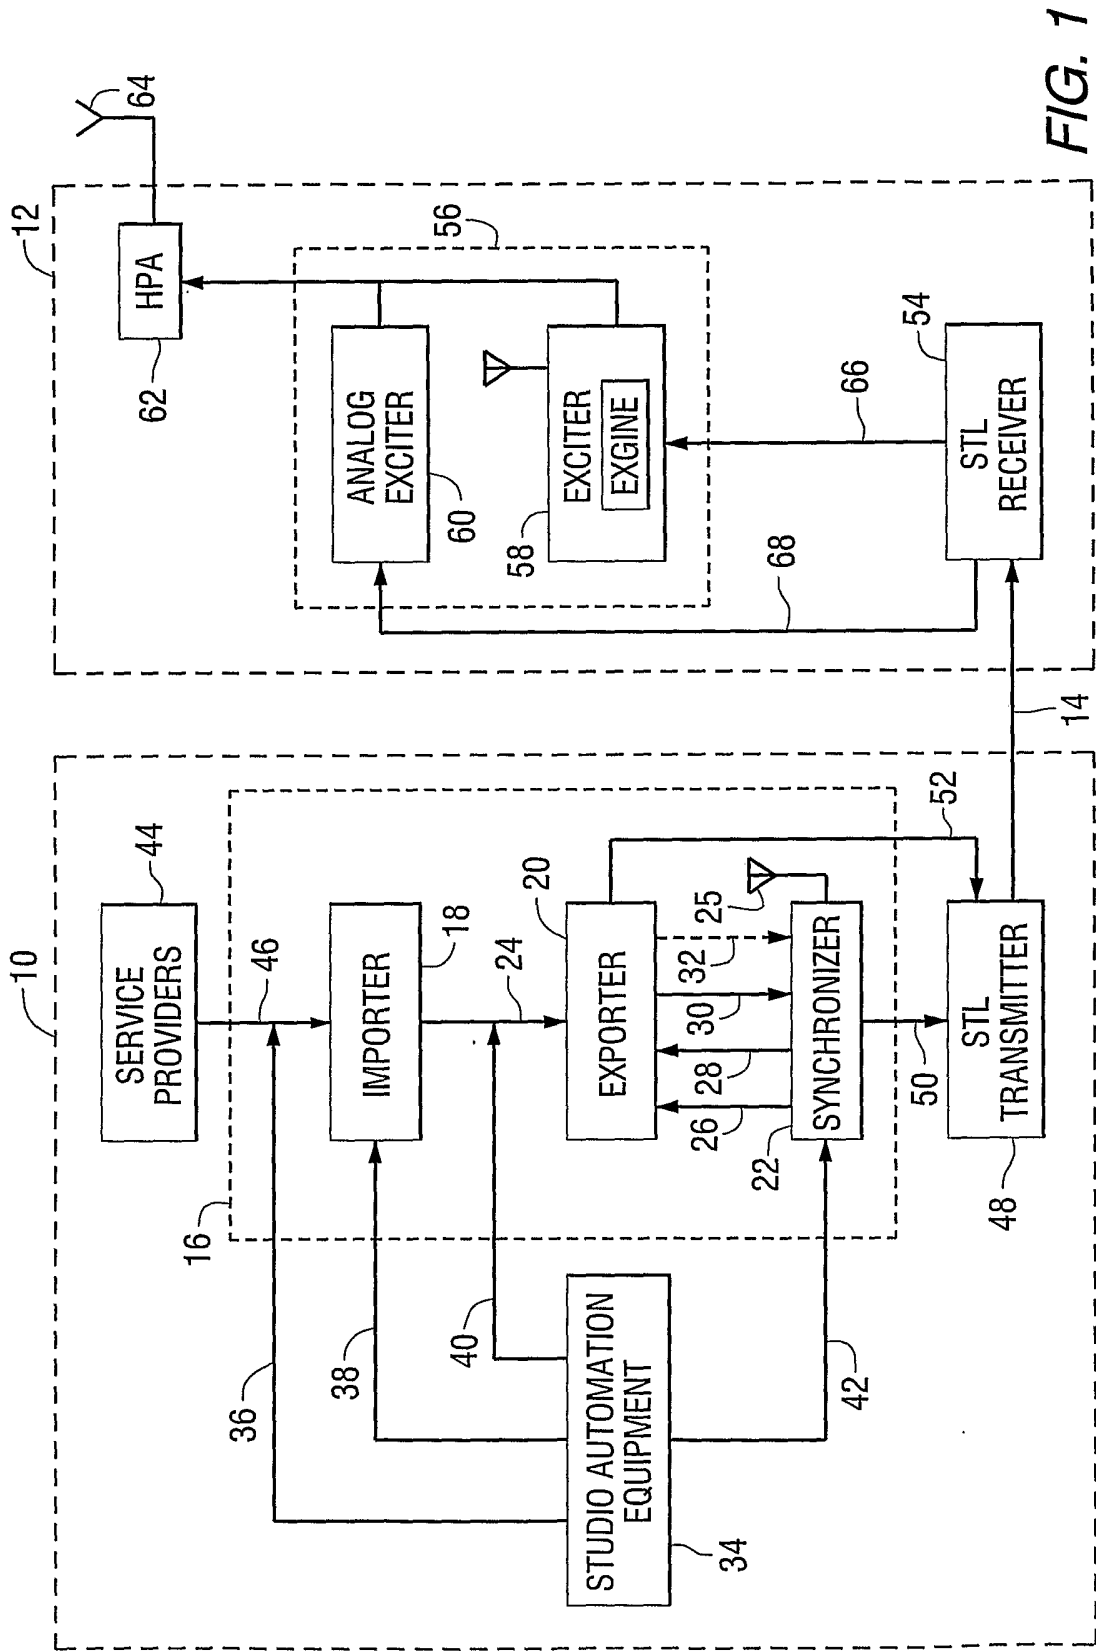 10
12
SERVICE
PROVIDERS
44
46
36
16
IMPORTER
18
38
24
40
EXPORTER
20
STUDIO AUTOMATION
EQUIPMENT
34
26
28
30
32
25
52
22
SYNCHRONIZER
42
50
48
STL
TRANSMITTER
14
HPA
62
64
56
ANALOG
EXCITER
60
58
EXCITER
EXGINE
66
68
54
STL
RECEIVER
FIG. 1